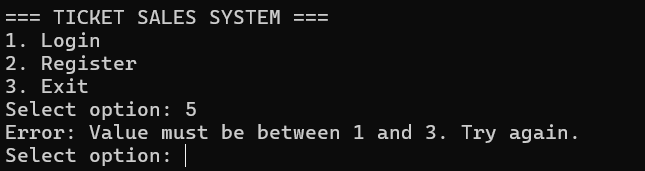 === TICKET SALES SYSTEM ===
1. Login
2. Register
3. Exit
Select option: 5
Error: Value must be between 1 and 3. Try again.
Select option: